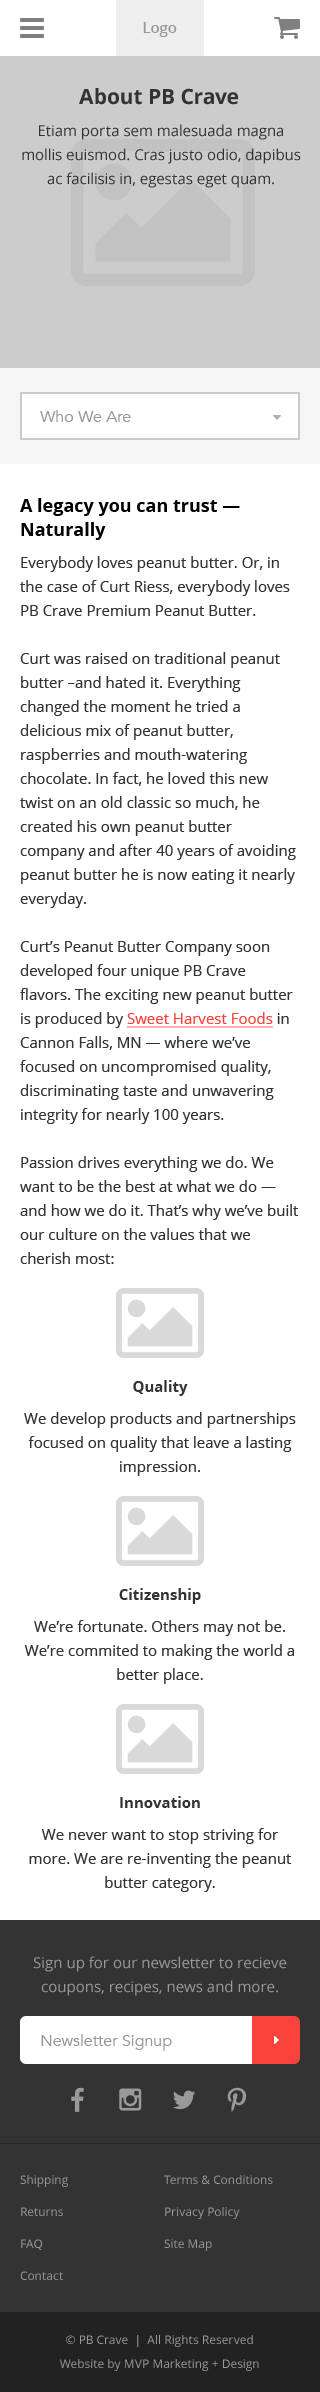 Logo
About PB Crave
Etiam porta sem malesuada magna
mollis euismod. Cras justo odio, dapibus
ac facilisis in, egestas eget quam.
Who We Are
A legacy you can trust —
Naturally
Everybody loves peanut butter. Or, in
the case of Curt Riess, everybody loves
PB Crave Premium Peanut Butter.
Curt was raised on traditional peanut
butter –and hated it. Everything
changed the moment he tried a
delicious mix of peanut butter,
raspberries and mouth-watering
chocolate. In fact, he loved this new
twist on an old classic so much, he
created his own peanut butter
company and after 40 years of avoiding
peanut butter he is now eating it nearly
everyday.
Curt’s Peanut Butter Company soon
developed four unique PB Crave
flavors. The exciting new peanut butter
is produced by Sweet Harvest Foods in
Cannon Falls, MN — where we’ve
focused on uncompromised quality,
discriminating taste and unwavering
integrity for nearly 100 years.
Passion drives everything we do. We
want to be the best at what we do —
and how we do it. That’s why we’ve built
our culture on the values that we
cherish most:
Quality
We develop products and partnerships
focused on quality that leave a lasting
impression.
Citizenship
We’re fortunate. Others may not be.
We’re commited to making the world a
better place.
Innovation
We never want to stop striving for
more. We are re-inventing the peanut
butter category.
Sign up for our newsletter to recieve
coupons, recipes, news and more.
Newsletter Signup
Shipping
Returns
FAQ
Contact
Terms & Conditions
Privacy Policy
Site Map
© PB Crave | All Rights Reserved
Website by MVP Marketing + Design